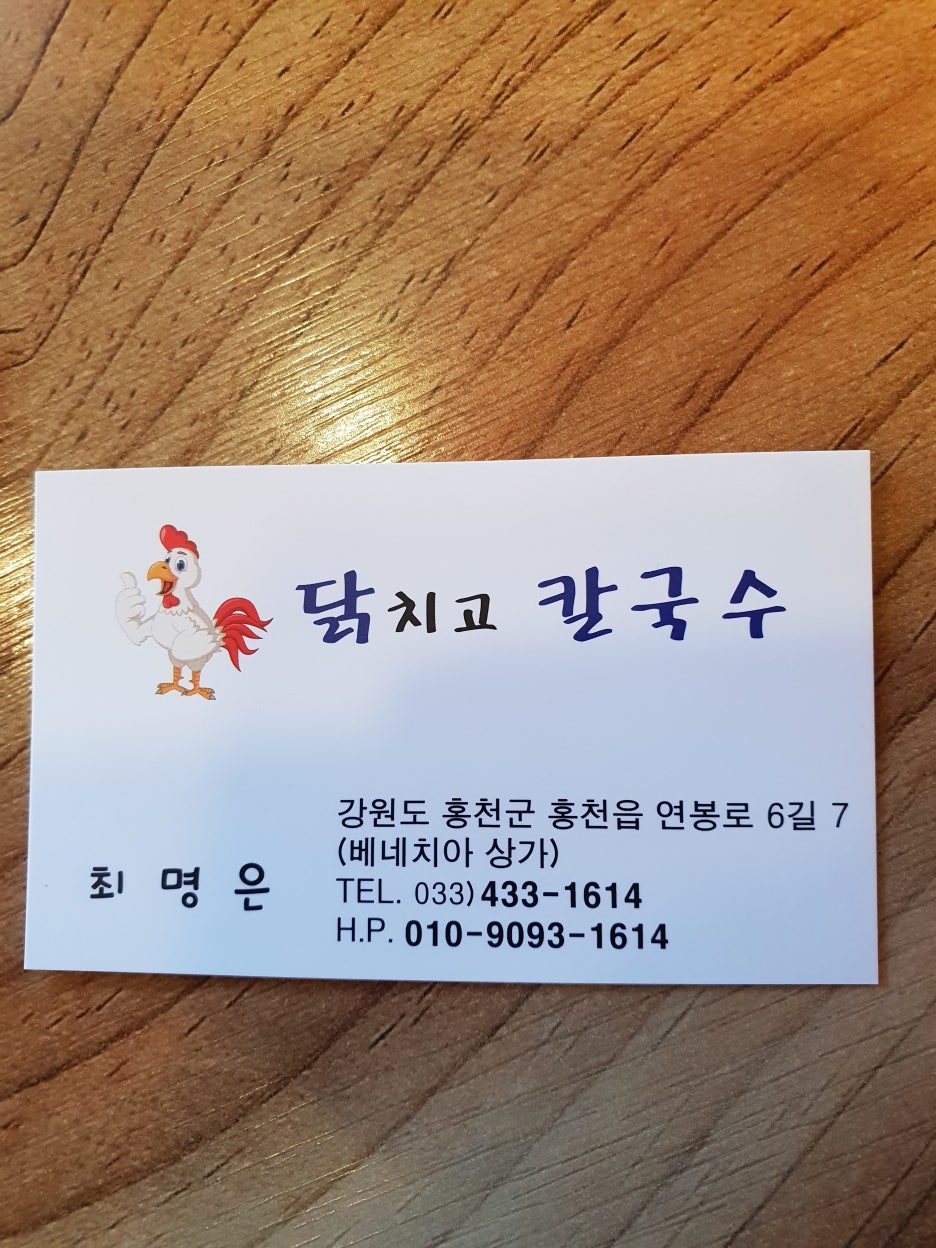 닭치고 칼국수
강원도 홍천군 홍천읍 연봉로 6길 7
(베네치아 상가)
최 명 은
TEL. 033) 433-1614
H.P. 010-9093-1614